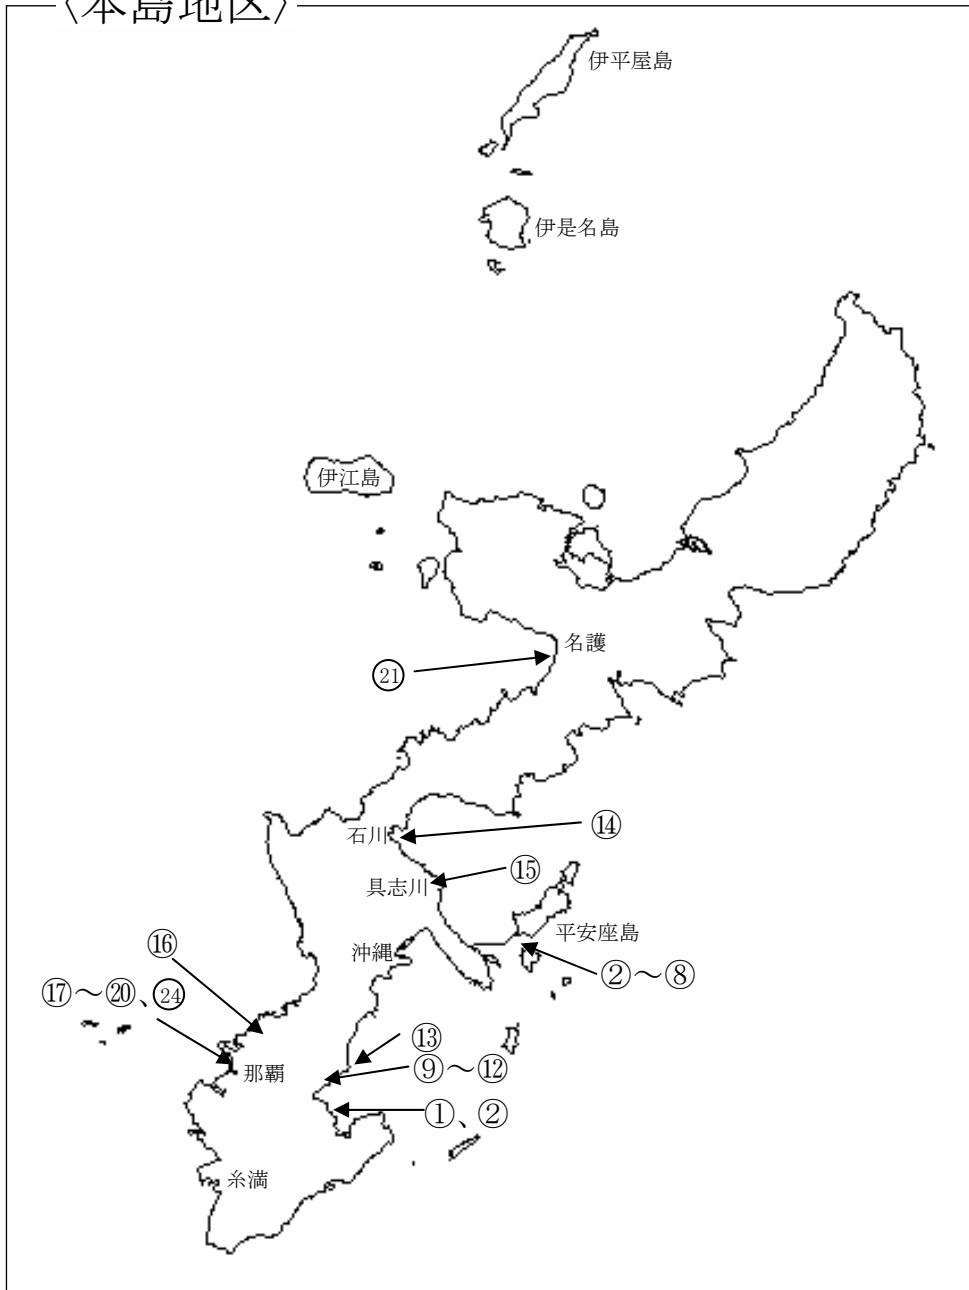 〈本島地区〉
伊平屋島
伊是名島
伊江島
名護
㉑
石川
⑭
具志川
⑮
平安座島
沖縄
②～⑧
⑯
⑰～⑳、㉔
那覇
⑬
⑨～⑫
①、②
糸満